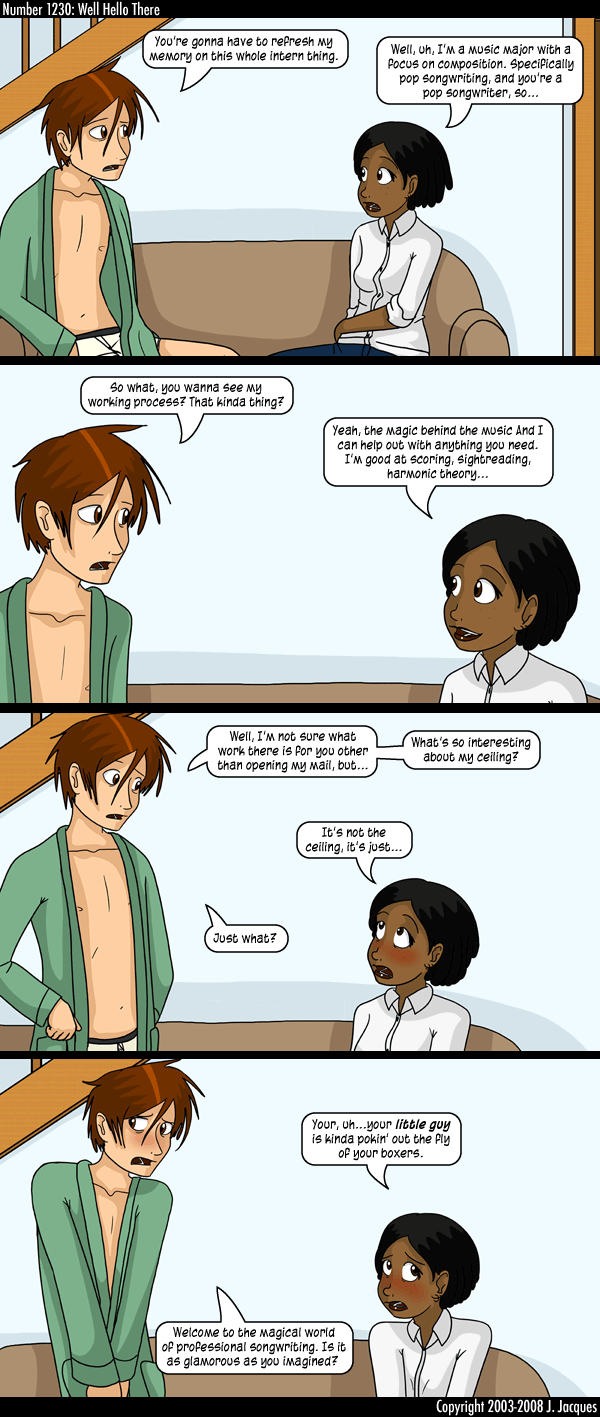 Number 1230: Well Hello There
You're gonna have to refresh my
memory on this whole intern thing.
Well, uh, I'm a music major with a
focus on composition. Specifically
pop songwriting, and you're a
pop songwriter, so...
So what, you wanna see my
working process? That kinda thing?
Yeah, the magic behind the music And I
can help out with anything you need.
I'm good at scoring, sightreading,
harmonic theory...
Well, I'm not sure what
work there is for you other
than opening my mail, but...
What's so interesting
about my ceiling?
It's not the
ceiling, it's just...
Just what?
Your, uh...your little guy
is kinda pokin' out the fly
of your boxers.
Welcome to the magical world
of professional songwriting. Is it
as glamorous as you imagined?
Copyright 2003-2008 J. Jacques